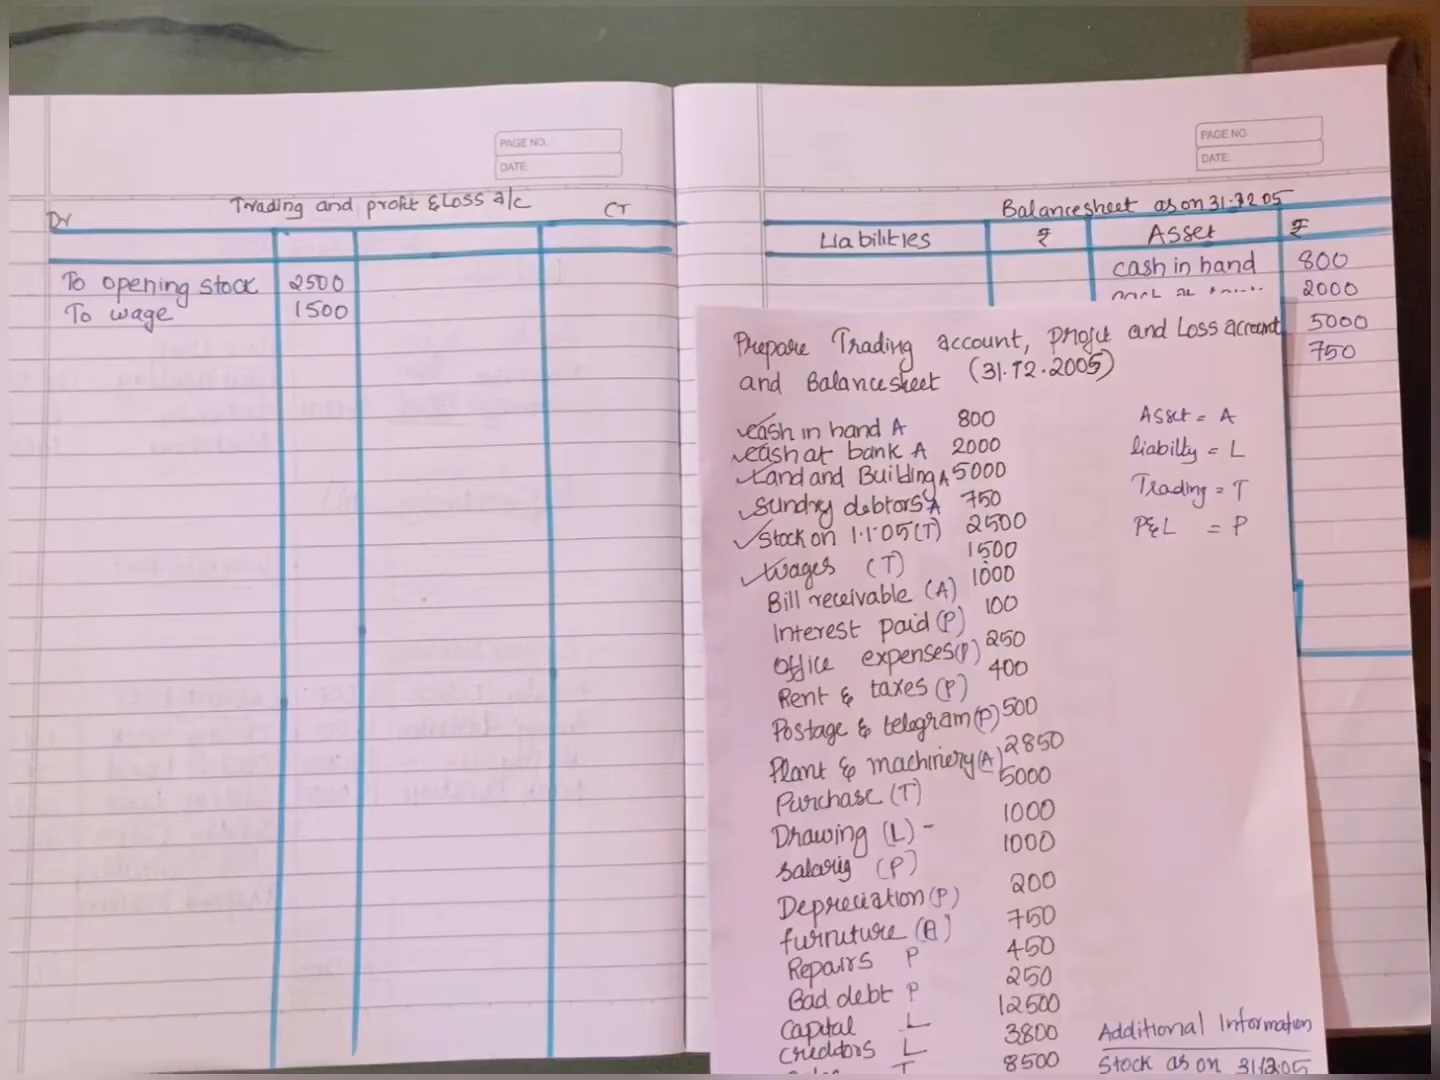 PAGE NO.
DATE:
Trading and profit & Loss a/c
Dr
Cr
To opening stock 2500
To wage 1500
PAGE NO
DATE:
Balancesheet as on 31.12.05
Liabilities ₹ Asset ₹
cash in hand 800
2000
5000
750
Prepare Trading account, profit and Loss account
and Balancesheet (31.12.2005)
cash in hand A 800
cash at bank A 2000
Land and Building A 5000
Sundry debtors A 750
Stock on 1.1.05 (T) 2500
Wages (T) 1500
Bill receivable (A) 1000
Interest paid (P) 100
Office expenses (P) 250
Rent & taxes (P) 400
Postage & telegram (P) 500
Plant & machinery (A) 2850
Purchase (T) 5000
Drawing (L) - 1000
Salaries (P) 1000
Depreciation (P) 200
furnuture (A) 750
Repairs P 450
Bad debt P 250
Capital L 12500
Creditors L 3800
T 8500
Asset = A
liabilty = L
Trading = T
P&L = P
Additional Information
Stock as on 31.12.05